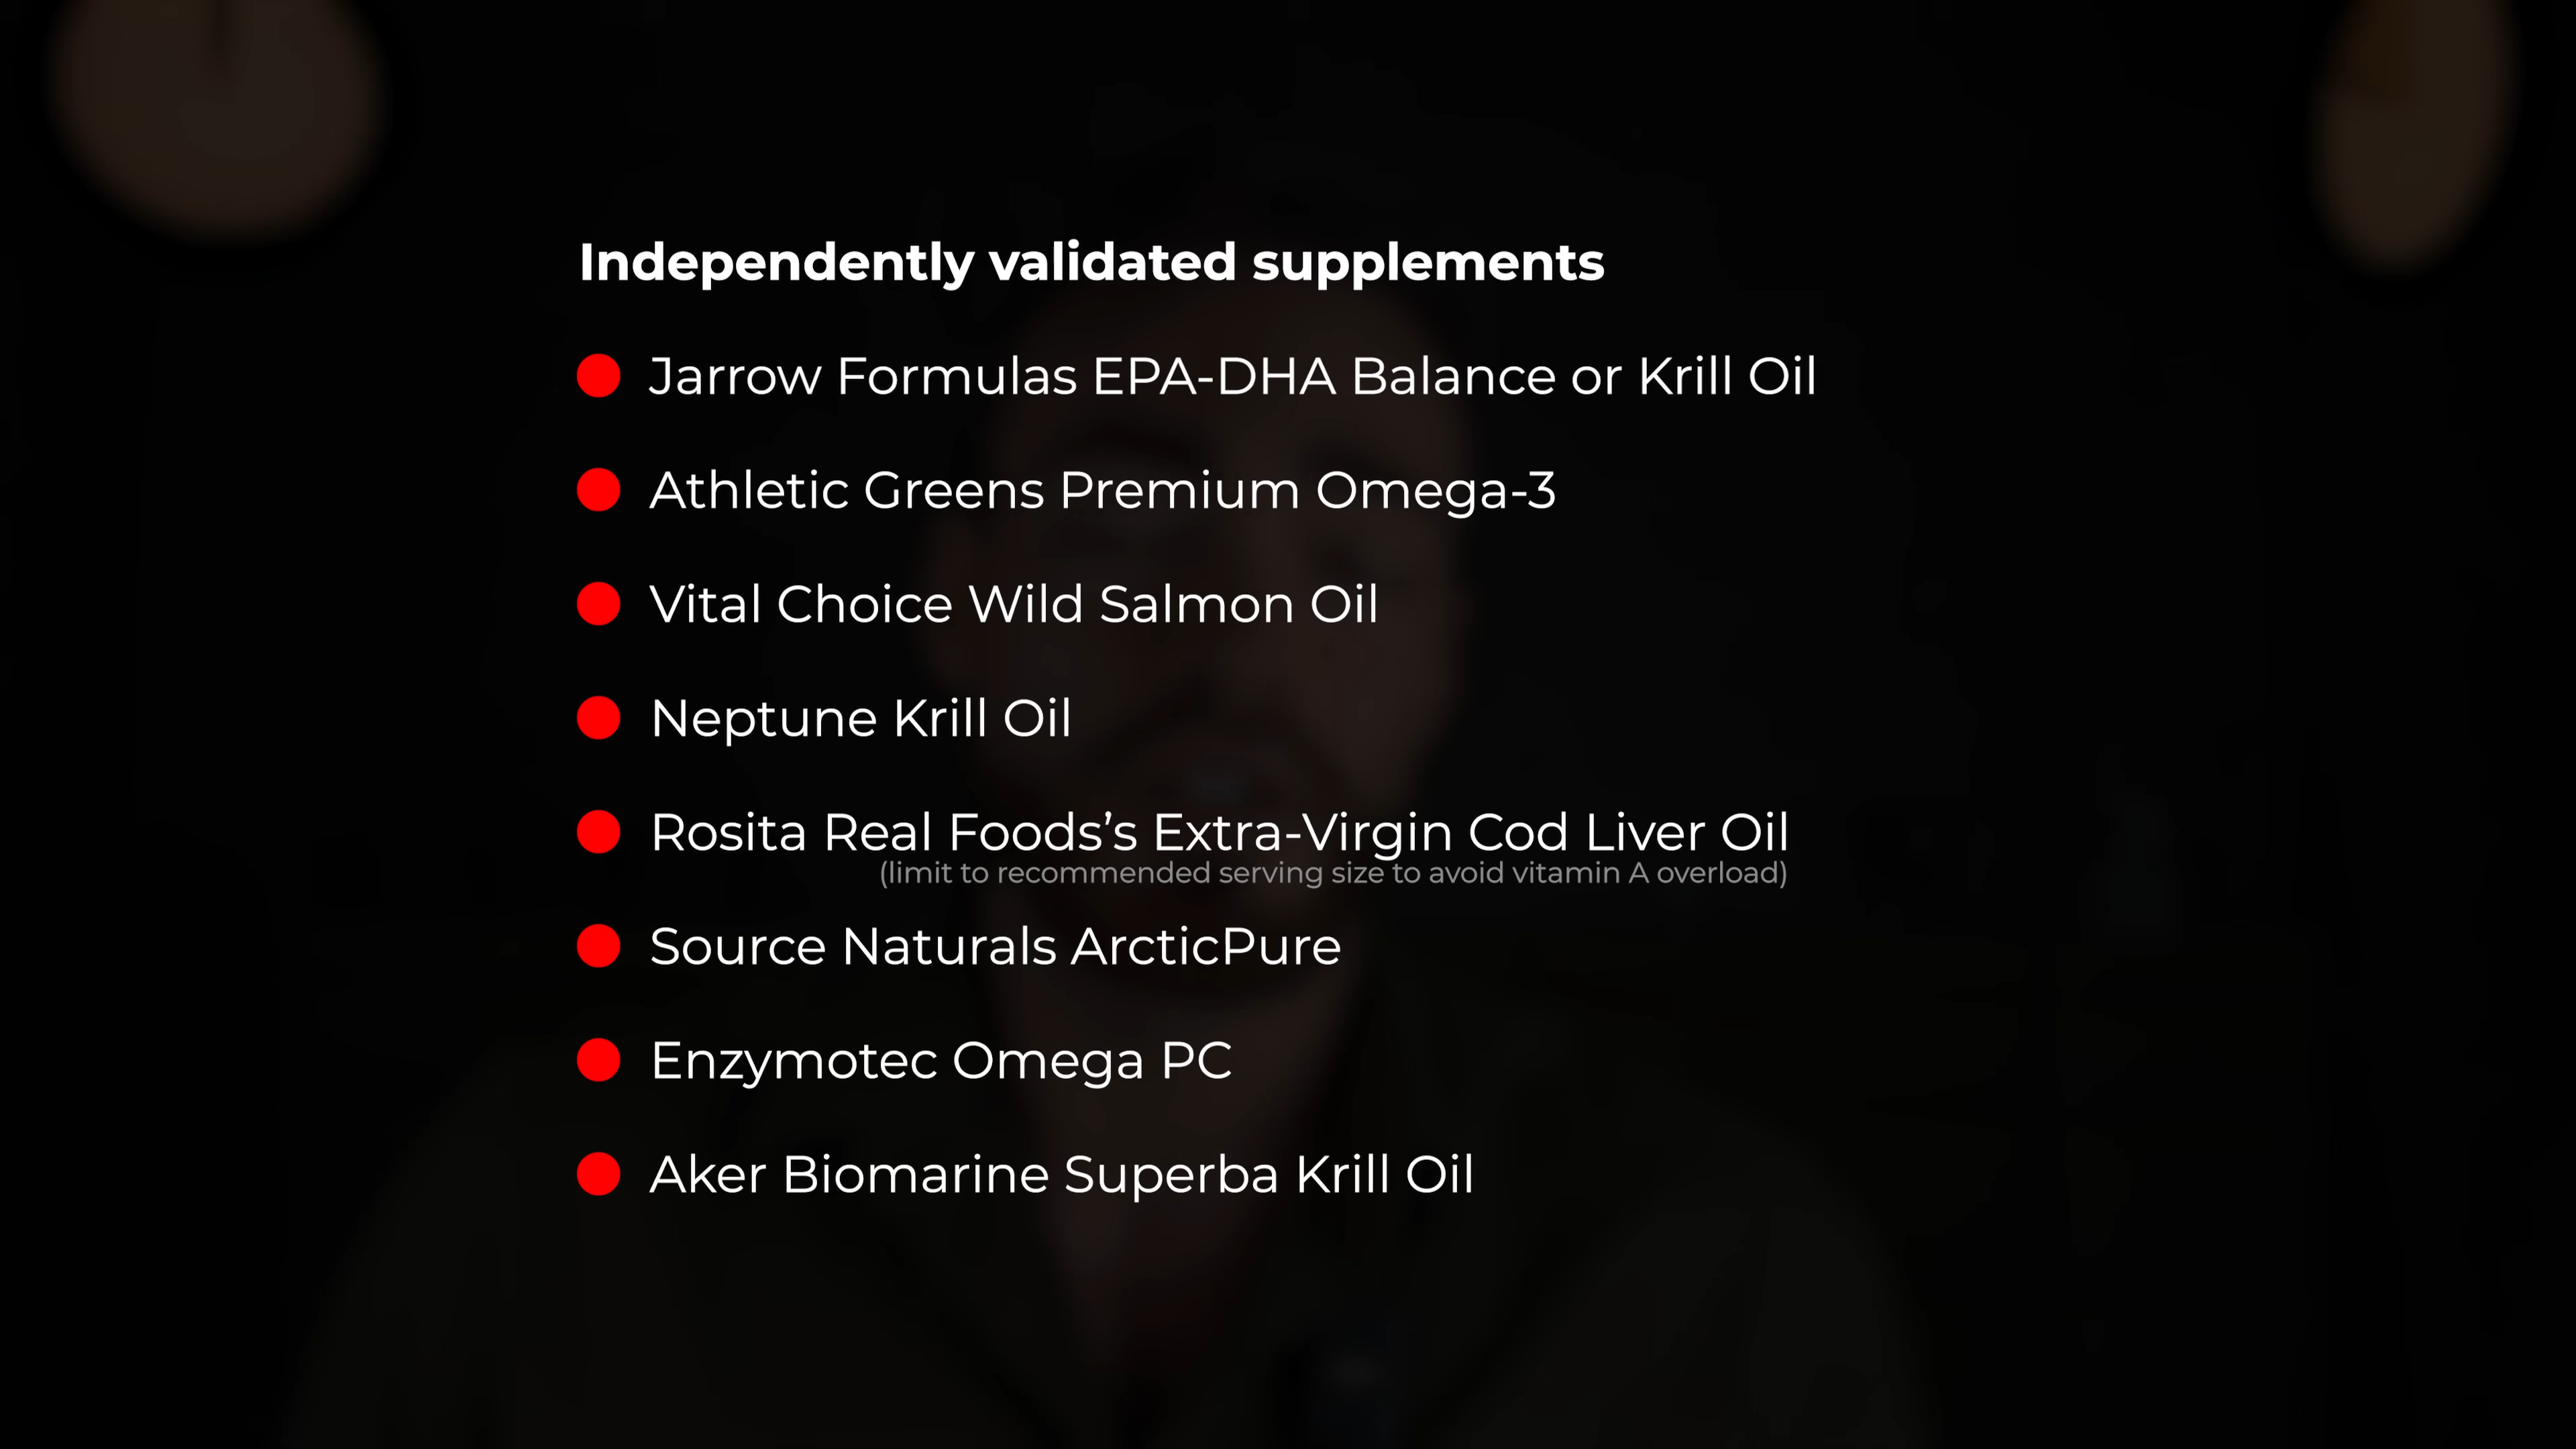 Independently validated supplements
Jarrow Formulas EPA-DHA Balance or Krill Oil
Athletic Greens Premium Omega-3
Vital Choice Wild Salmon Oil
Neptune Krill Oil
Rosita Real Foods’s Extra-Virgin Cod Liver Oil
(limit to recommended serving size to avoid vitamin A overload)
Source Naturals ArcticPure
Enzymotec Omega PC
Aker Biomarine Superba Krill Oil